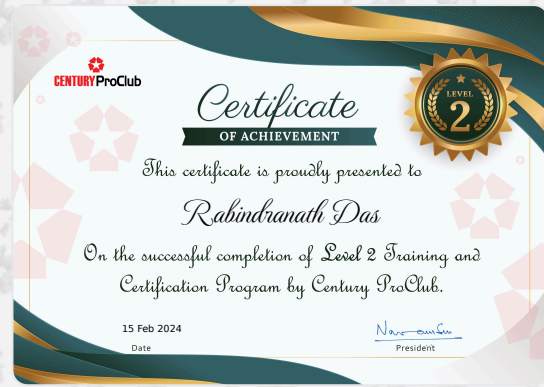 CENTURY ProClub
LEVEL
2
Certificate
OF ACHIEVEMENT
This certificate is proudly presented to
Rabindranath Das
On the successful completion of Level 2 Training and
Certification Program by Century ProClub.
15 Feb 2024
Date
President